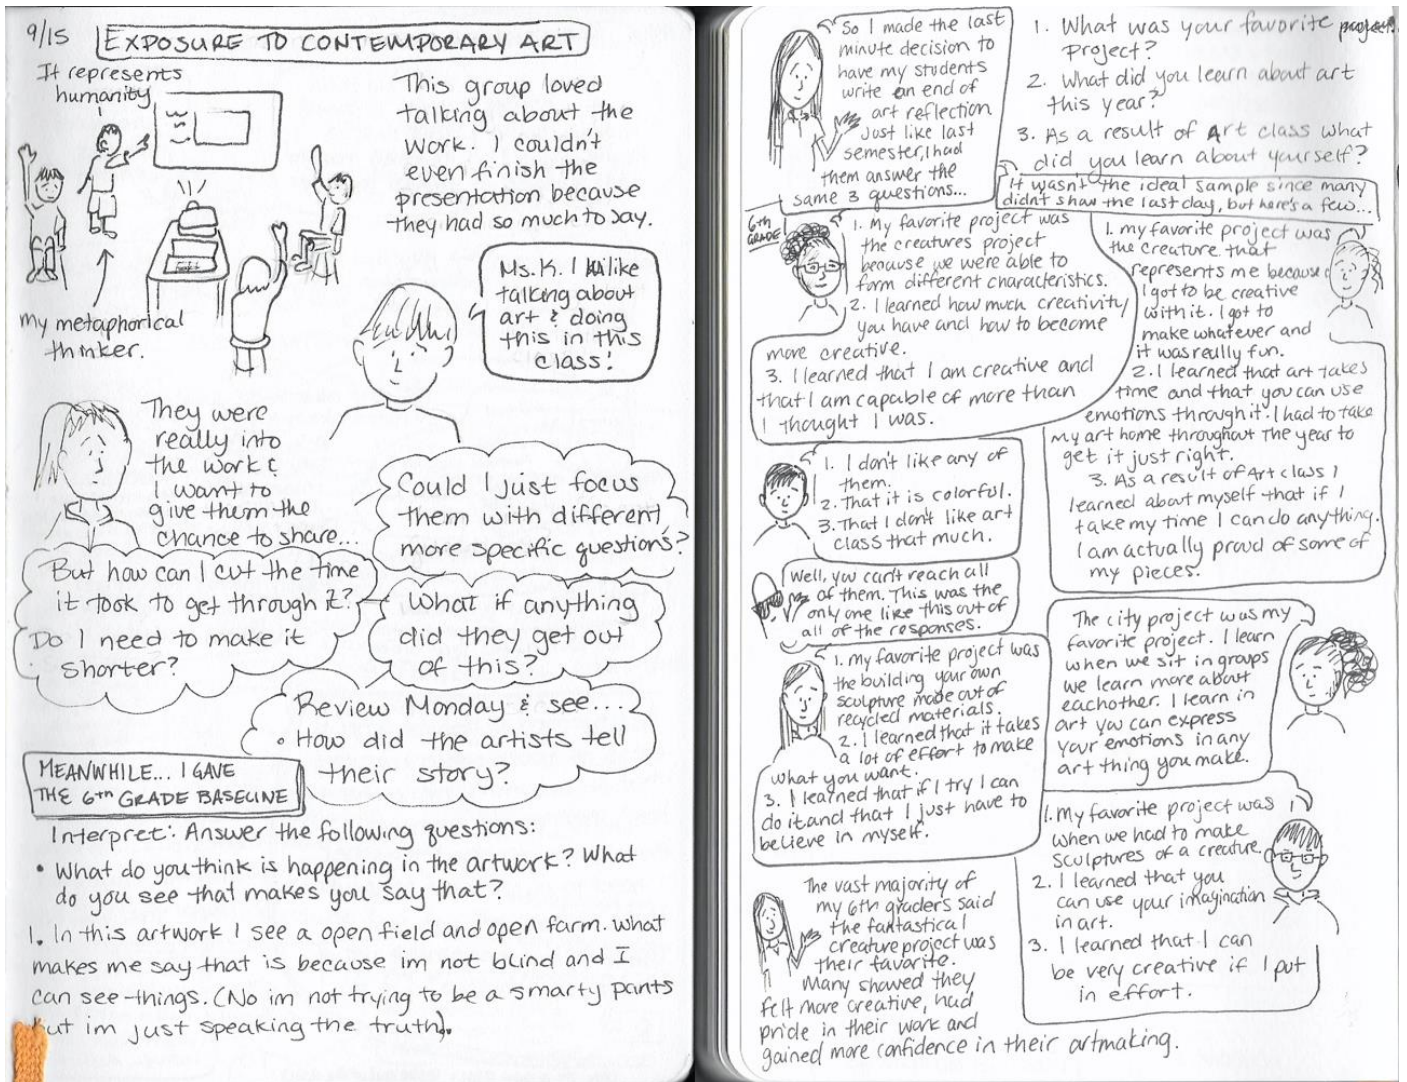 9/15 EXPOSURE TO CONTEMPORARY ART
It represents
humanity
my metaphorical
thinker.
This group loved
talking about the
work. I couldn't
even finish the
presentation because
they had so much to say.
Ms. K. I like
talking about
art & doing
this in this
class!
They were
really into
the work &
I want to
give them the
chance to share...
But how can I cut the time
it took to get through it?
Do I need to make it
shorter?
Could I just focus
them with different
more specific questions?
What if anything
did they get out
of this?
Review Monday & see...
• How did the artists tell
their story?
MEANWHILE... I GAVE
THE 6TH GRADE BASELINE
Interpret: Answer the following questions:
• What do you think is happening in the artwork? What
do you see that makes you say that?
1. In this artwork I see a open field and open farm. what
makes me say that is because im not blind and I
can see things. (No im not trying to be a smarty pants
but im just speaking the truth).
So I made the last
minute decision to
have my students
write an end of
art reflection
Just like last
semester, I had
them answer the
same 3 questions...
1. What was your favorite
project?
2. What did you learn about art
this year?
3. As a result of Art class what
did you learn about yourself?
It wasn't the ideal sample since many
didn't show the last day, but here's a few...
6th
GRADE
1. My favorite project was
the creatures project
because we were able to
form different characteristics.
2. I learned how much creativity
you have and how to become
more creative.
3. I learned that I am creative and
that I am capable of more than
I thought I was.
1. my favorite project was
the creature that
represents me because
I got to be creative
with it. I got to
make whatever and
it was really fun.
2. I learned that art takes
time and that you can use
emotions through it. I had to take
my art home throughout the year to
get it just right.
3. As a result of Art class I
learned about myself that if I
take my time I can do anything.
I am actually proud of some of
my pieces.
1. I don't like any of
them.
2. That it is colorful.
3. That I don't like art
class that much.
Well, you can't reach all
of them. This was the
only one like this out of
all of the responses.
1. my favorite project was
the building your own
sculpture made out of
recycled materials.
2. I learned that it takes
a lot of effort to make
what you want.
3. I learned that if I try I can
do it and that I just have to
believe in myself.
The city project was my
favorite project. I learn
when we sit in groups
we learn more about
eachother. I learn in
art you can express
your emotions in any
art thing you make.
1. My favorite project was
when we had to make
sculptures of a creature.
2. I learned that you
can use your imagination
in art.
3. I learned that I can
be very creative if I put
in effort.
The vast majority of
my 6th graders said
the fantastical
creature project was
their favorite.
Many showed they
felt more creative, had
pride in their work and
gained more confidence in their artmaking.